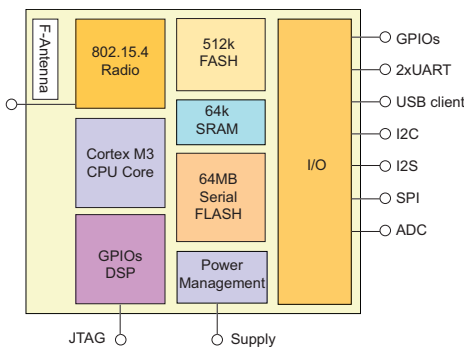 F-Antenna
802.15.4
Radio
512k
FASH
64k
SRAM
Cortex M3
CPU Core
64MB
Serial
FLASH
GPIOs
DSP
Power
Management
I/O
GPIOs
2xUART
USB client
I2C
I2S
SPI
ADC
JTAG
Supply